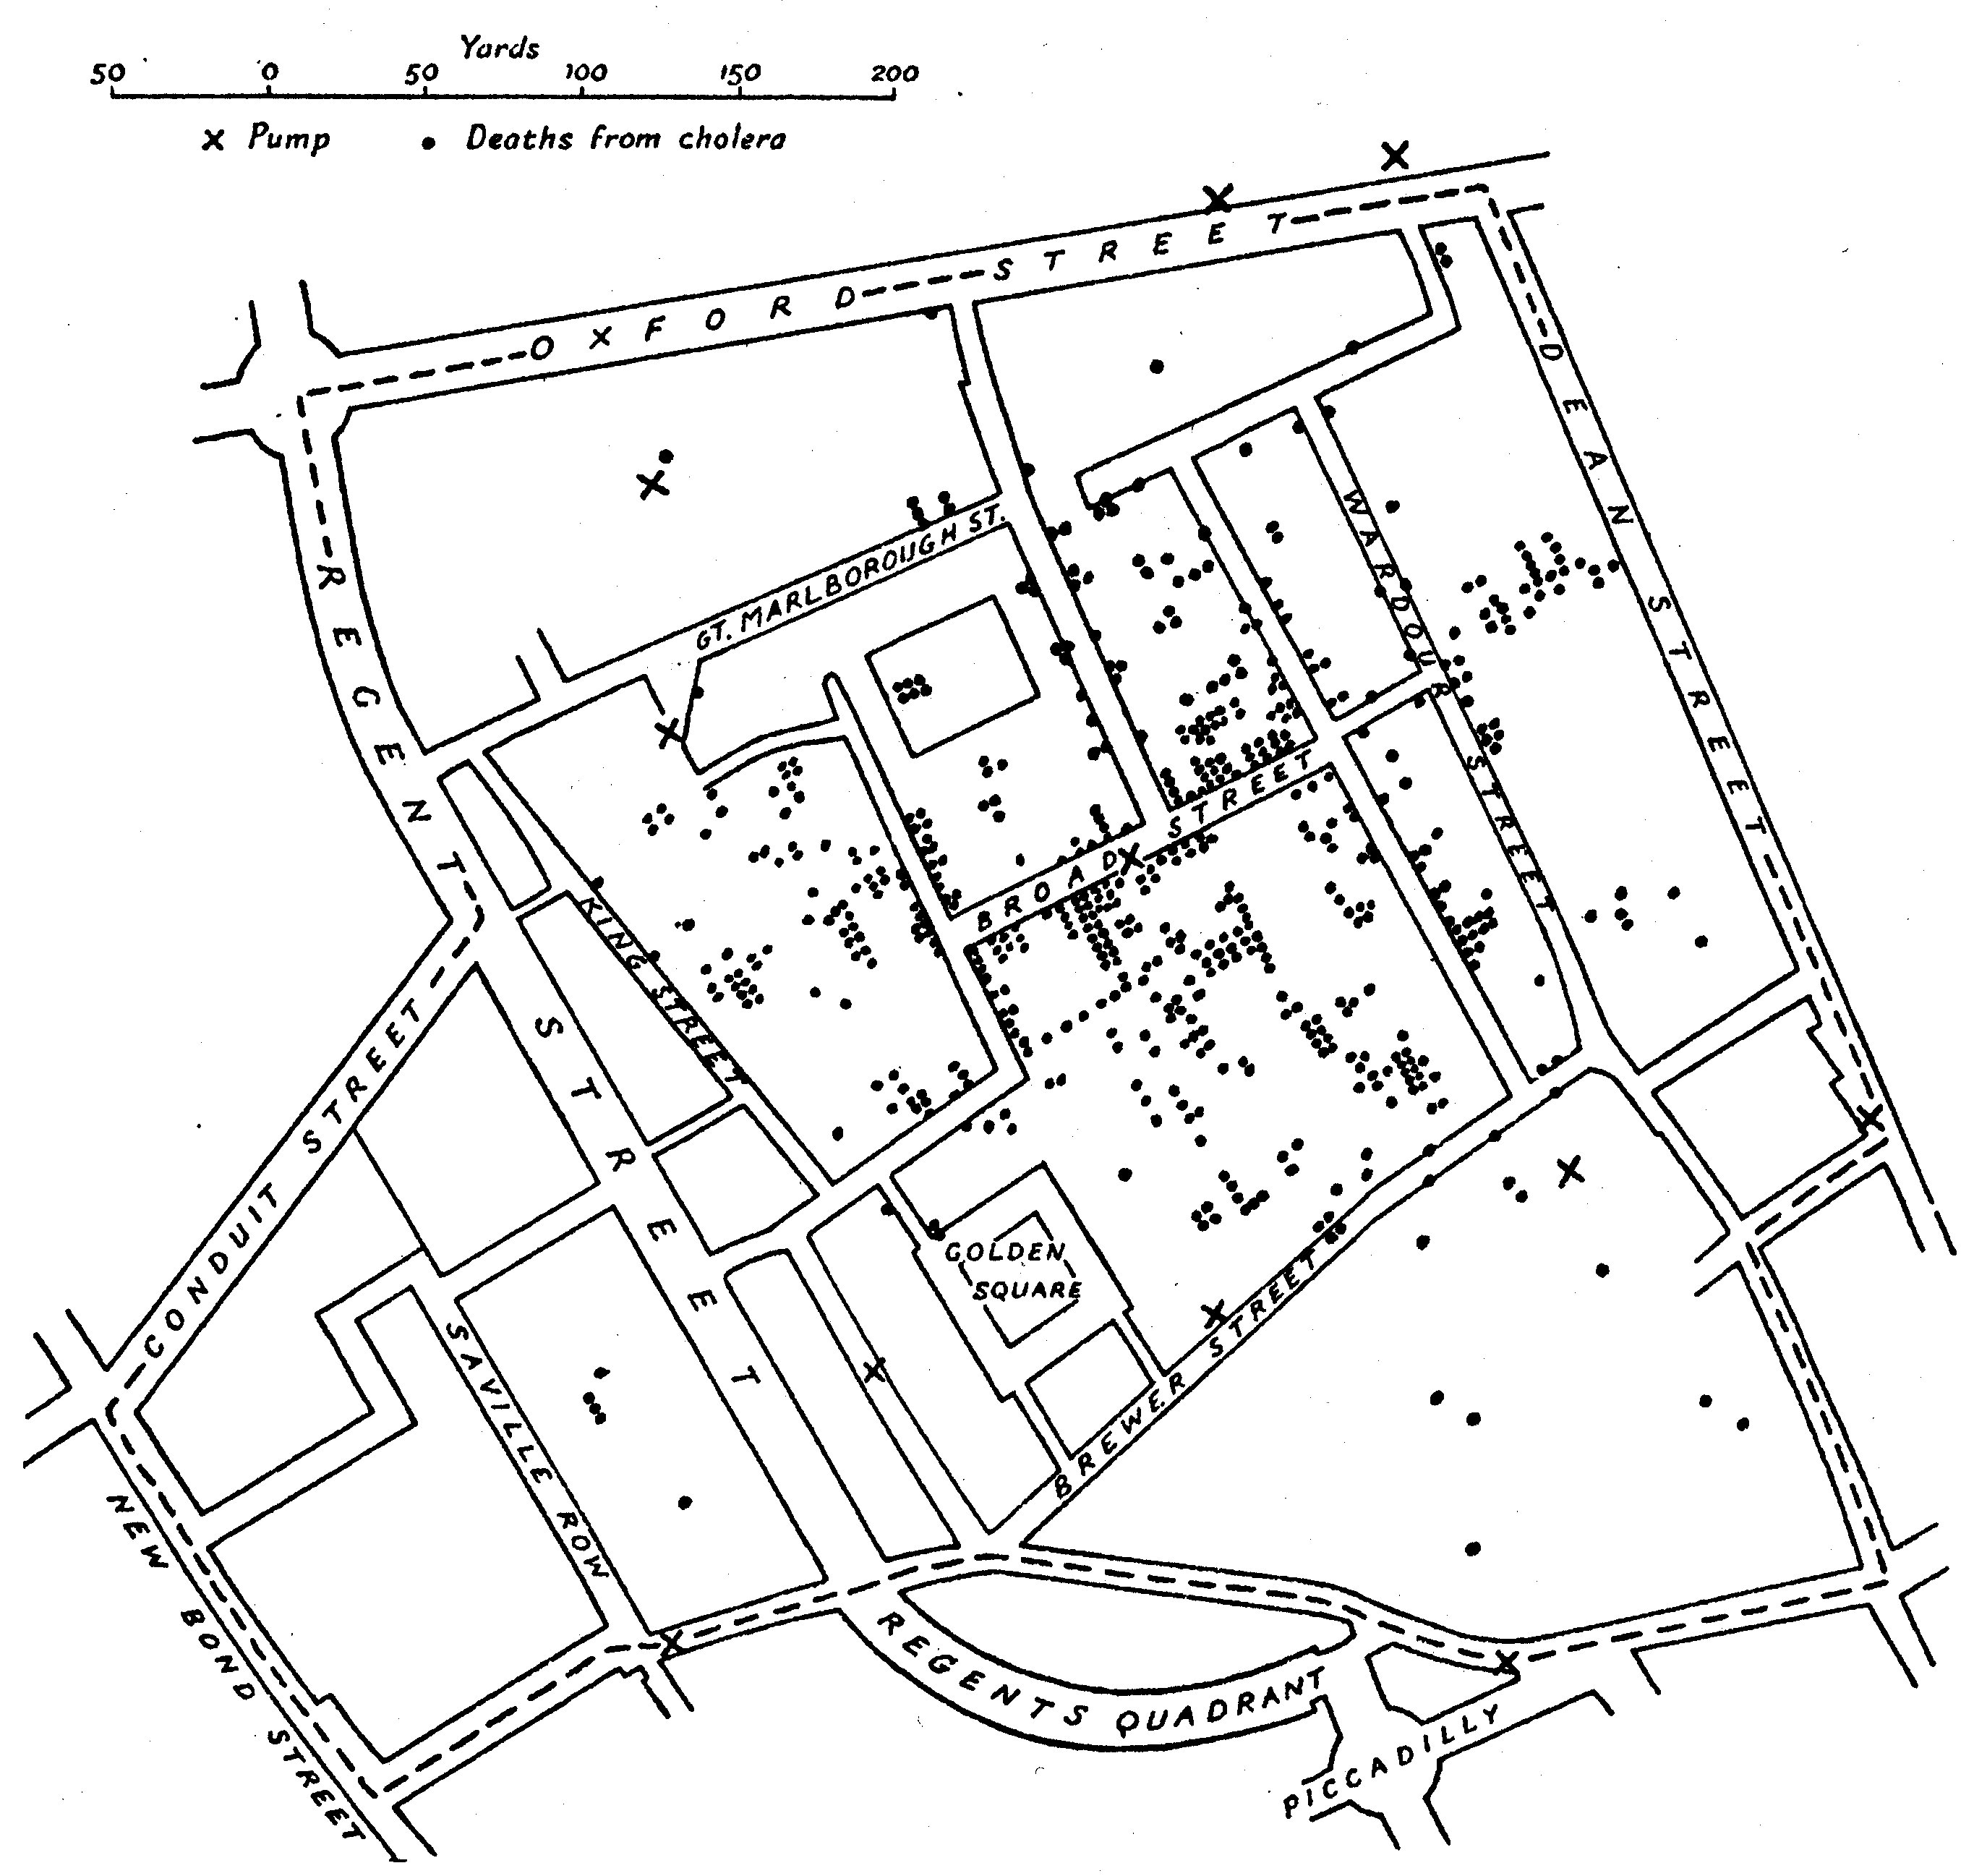 Yards
50 0 50 100 150 200
x Pump • Deaths from cholera
OXFORD STREET
REGENT STREET
DEAN STREET
WARDOUR STREET
GT. MARLBOROUGH ST.
BROAD STREET
KING STREET
CONDUIT STREET
GOLDEN
SQUARE
BREWER STREET
SAVILLE ROW
NEW BOND STREET
REGENTS QUADRANT
PICCADILLY